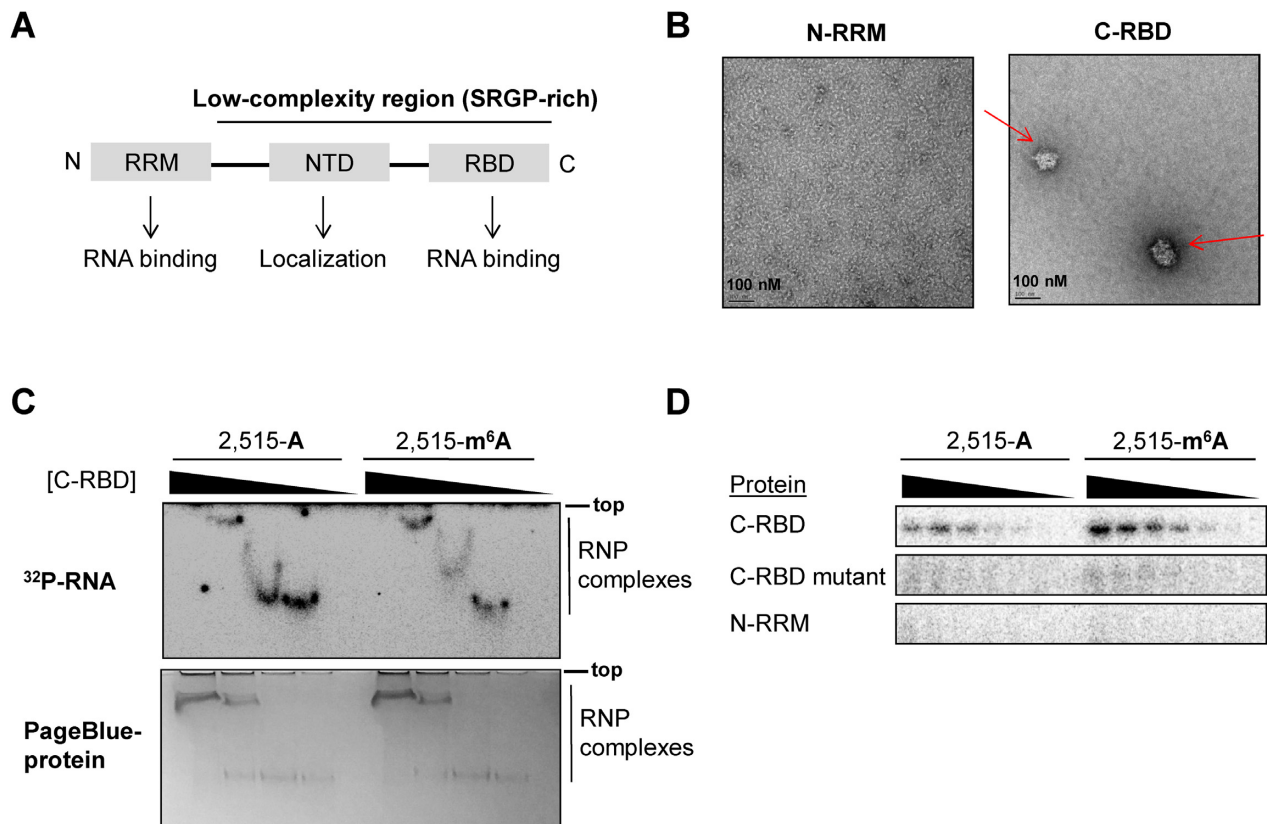 A
Low-complexity region (SRGP-rich)
N
RRM
NTD
RBD
C
RNA binding
Localization
RNA binding
B
N-RRM
C-RBD
100 nM
100 nM
C
2,515-A
2,515-m⁶A
[C-RBD]
top
³²P-RNA
RNP
complexes
top
PageBlue-
protein
RNP
complexes
D
2,515-A
2,515-m⁶A
Protein
C-RBD
C-RBD mutant
N-RRM